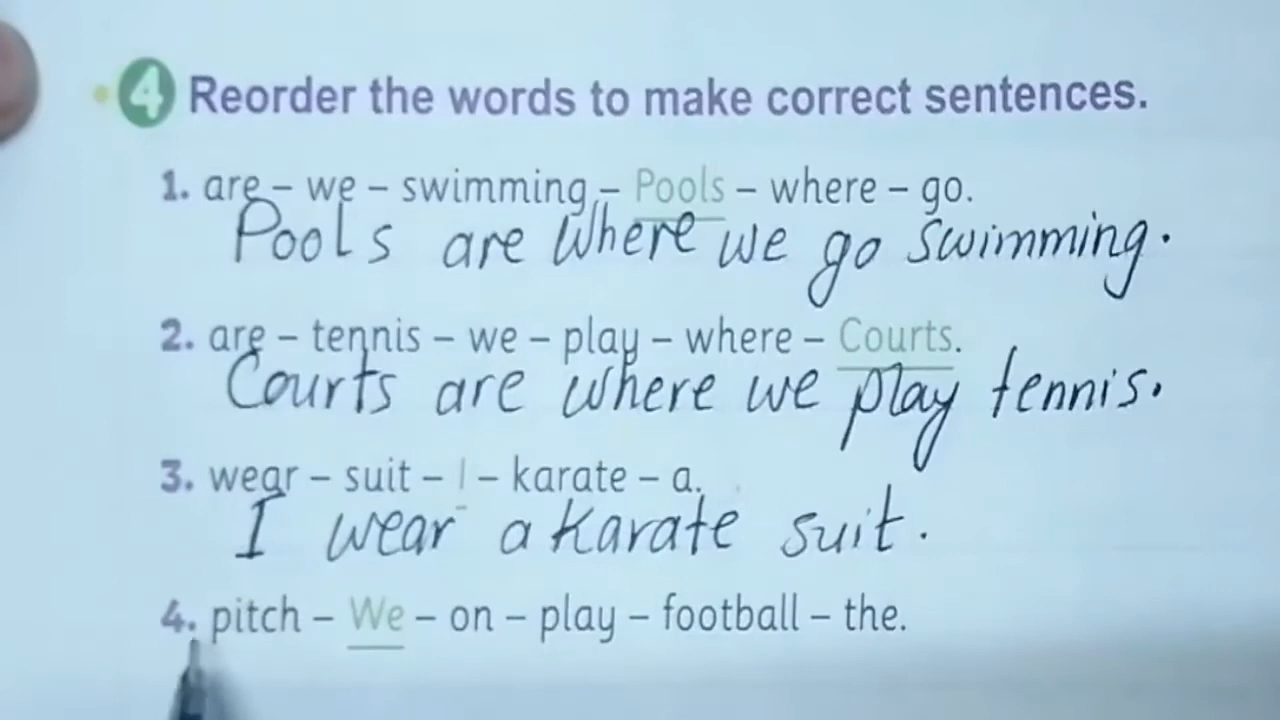 4 Reorder the words to make correct sentences.
1. are – we – swimming – Pools – where – go.
Pools are where we go swimming.
2. are – tennis – we – play – where – Courts.
Courts are where we play tennis.
3. wear – suit – I – karate – a.
I wear a karate suit.
4. pitch – We – on – play – football – the.